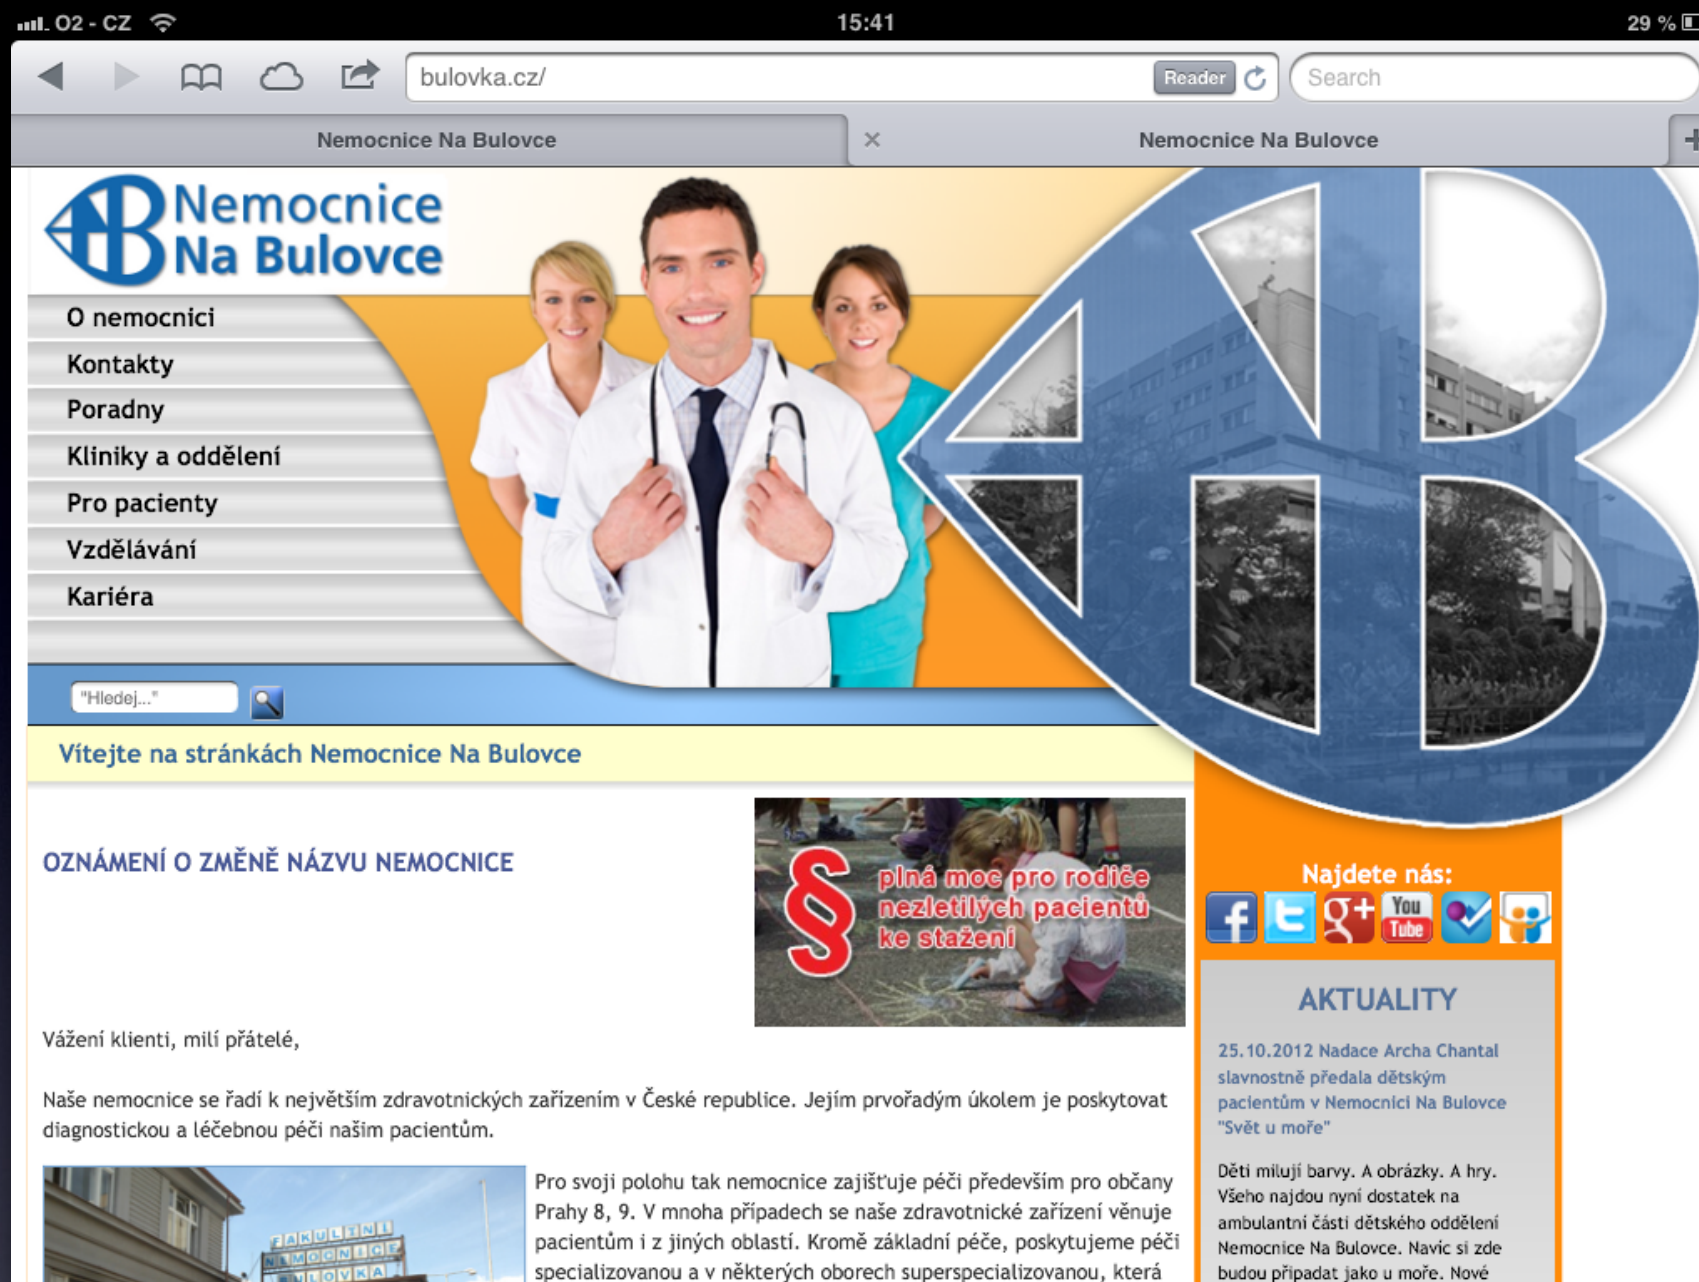 O2 - CZ
15:41
29 %
bulovka.cz/
Reader
Search
Nemocnice Na Bulovce
Nemocnice Na Bulovce
Nemocnice
Na Bulovce
O nemocnici
Kontakty
Poradny
Kliniky a oddělení
Pro pacienty
Vzdělávání
Kariéra
"Hledej..."
Vítejte na stránkách Nemocnice Na Bulovce
OZNÁMENÍ O ZMĚNĚ NÁZVU NEMOCNICE
§ plná moc pro rodiče
nezletilých pacientů
ke stažení
Vážení klienti, milí přátelé,
Naše nemocnice se řadí k největším zdravotnických zařízením v České republice. Jejím prvořadým úkolem je poskytovat
diagnostickou a léčebnou péči našim pacientům.
FAKULTNÍ
NEMOCNICE
BULOVKA
Pro svoji polohu tak nemocnice zajišťuje péči především pro občany
Prahy 8, 9. V mnoha případech se naše zdravotnické zařízení věnuje
pacientům i z jiných oblastí. Kromě základní péče, poskytujeme péči
specializovanou a v některých oborech superspecializovanou, která
Najdete nás:
f
t
g+
You
Tube
AKTUALITY
25.10.2012 Nadace Archa Chantal
slavnostně předala dětským
pacientům v Nemocnici Na Bulovce
"Svět u moře"
Děti milují barvy. A obrázky. A hry.
Všeho najdou nyní dostatek na
ambulantní části dětského oddělení
Nemocnice Na Bulovce. Navíc si zde
budou připadat jako u moře. Nové